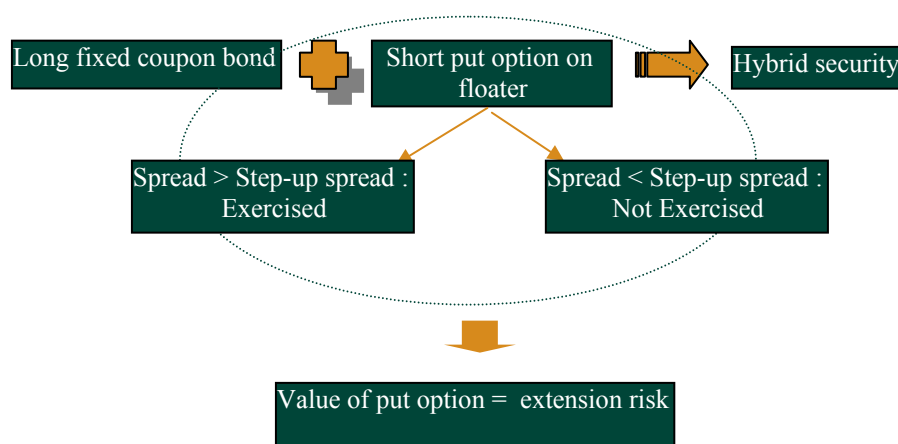 Long fixed coupon bond
Short put option on
floater
Hybrid security
Spread > Step-up spread :
Exercised
Spread < Step-up spread :
Not Exercised
Value of put option =  extension risk